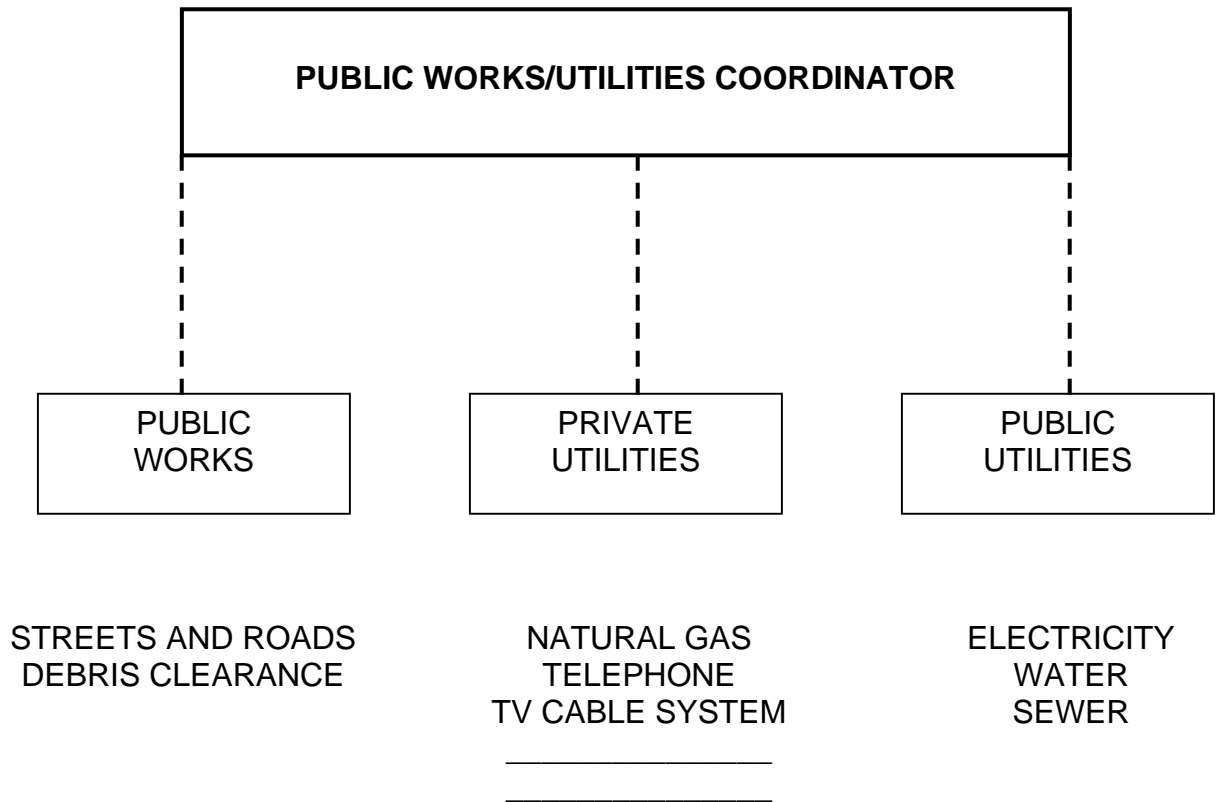 PUBLIC WORKS/UTILITIES COORDINATOR
PUBLIC
WORKS
PRIVATE
UTILITIES
PUBLIC
UTILITIES
STREETS AND ROADS
DEBRIS CLEARANCE
NATURAL GAS
TELEPHONE
TV CABLE SYSTEM
ELECTRICITY
WATER
SEWER